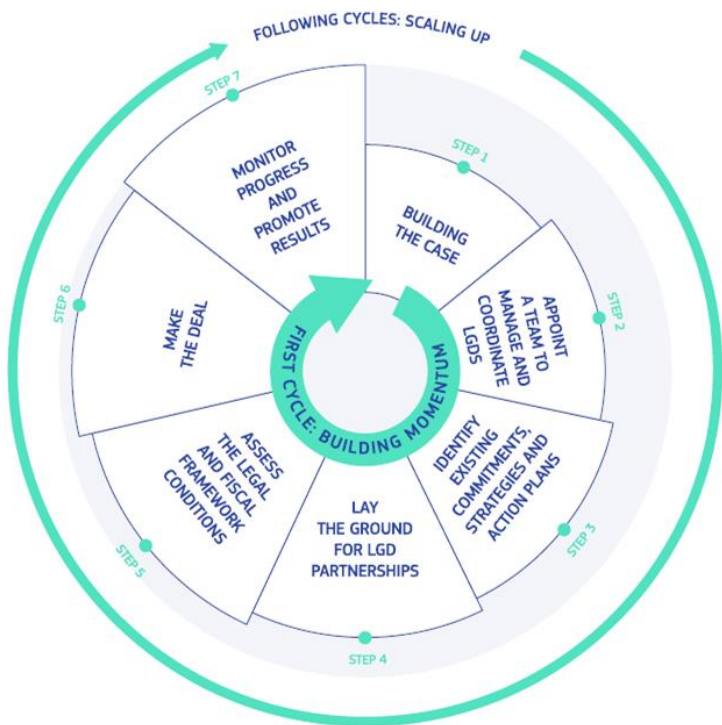 FOLLOWING CYCLES: SCALING UP
STEP 1
BUILDING
THE CASE
STEP 2
APPOINT
A TEAM TO
MANAGE AND
COORDINATE
LGDS
STEP 3
IDENTIFY
EXISTING
COMMITMENTS,
STRATEGIES AND
ACTION PLANS
STEP 4
LAY
THE GROUND
FOR LGD
PARTNERSHIPS
STEP 5
ASSESS
THE LEGAL
AND FISCAL
FRAMEWORK
CONDITIONS
STEP 6
MAKE
THE DEAL
STEP 7
MONITOR
PROGRESS
AND
PROMOTE
RESULTS
FIRST CYCLE: BUILDING MOMENTUM